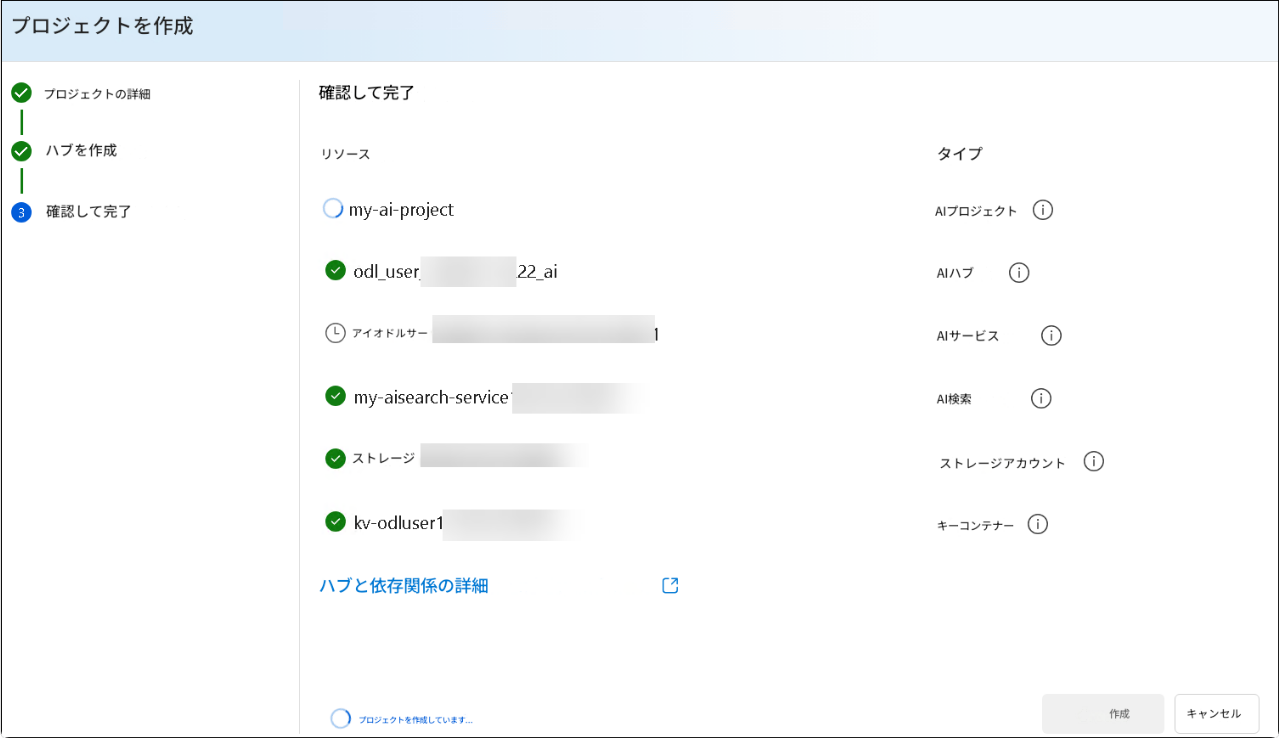 プロジェクトを作成
プロジェクトの詳細
ハブを作成
3 確認して完了
確認して完了
リソース タイプ
my-ai-project AIプロジェクト
odl_user_ 22_ai AIハブ
アイオドルサー 1 AIサービス
my-aisearch-service1 AI検索
ストレージ ストレージアカウント
kv-odluser1 キーコンテナー
ハブと依存関係の詳細
プロジェクトを作成しています...
作成 キャンセル